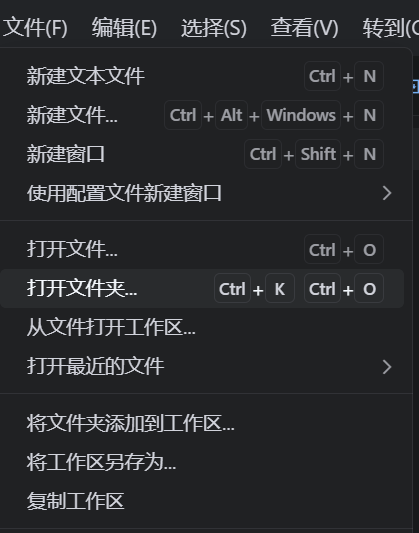 文件(F) 编辑(E) 选择(S) 查看(V) 转到(
新建文本文件 Ctrl + N
新建文件... Ctrl + Alt + Windows + N
新建窗口 Ctrl + Shift + N
使用配置文件新建窗口
打开文件... Ctrl + O
打开文件夹... Ctrl + K Ctrl + O
从文件打开工作区...
打开最近的文件
将文件夹添加到工作区...
将工作区另存为...
复制工作区